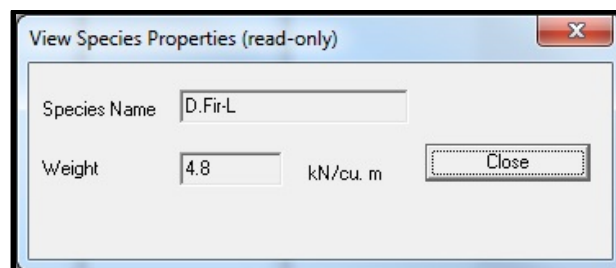 View Species Properties (read-only)
Species Name D.Fir-L
Weight 4.8 kN/cu. m Close